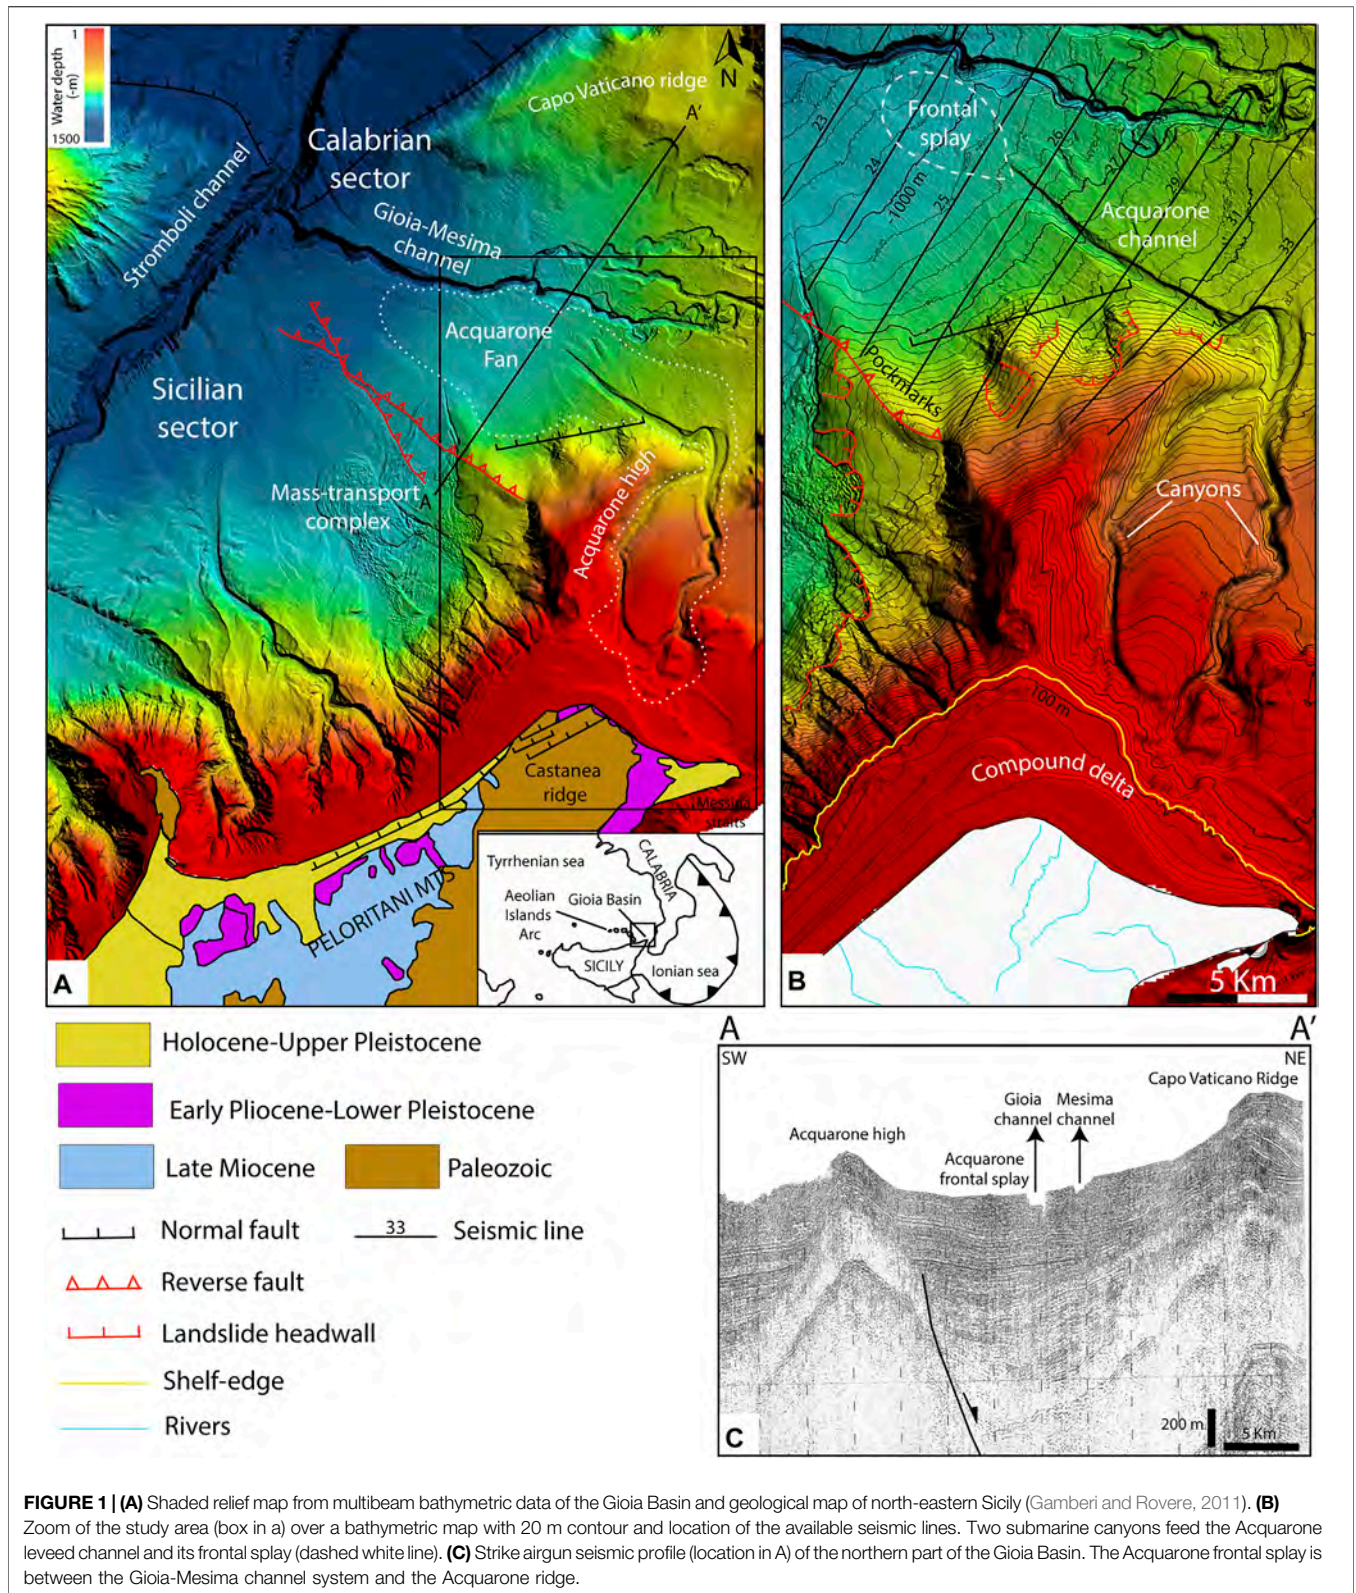 1
Water depth
(-m)
1500
N
Capo Vaticano ridge
A'
Calabrian
sector
Stromboli channel
Gioia-Mesima
channel
Acquarone
Fan
Sicilian
sector
Mass-transport
complex
A
Acquarone high
Castanea
ridge
Messina
straits
PELORITANI MTS
Tyrrhenian sea
CALABRIA
Aeolian
Islands
Arc
Gioia Basin
SICILY
Ionian sea
A
Frontal
splay
23
24
1000 m
25
26
27
29
31
33
Acquarone
channel
Pockmarks
Canyons
100 m
Compound delta
5 Km
B
Holocene-Upper Pleistocene
Early Pliocene-Lower Pleistocene
Late Miocene
Paleozoic
Normal fault
33
Seismic line
Reverse fault
Landslide headwall
Shelf-edge
Rivers
A
A'
SW
NE
Capo Vaticano Ridge
Gioia
channel
Mesima
channel
Acquarone high
Acquarone
frontal splay
200 m
5 Km
C
FIGURE 1 | (A) Shaded relief map from multibeam bathymetric data of the Gioia Basin and geological map of north-eastern Sicily (Gamberi and Rovere, 2011). (B)
Zoom of the study area (box in a) over a bathymetric map with 20 m contour and location of the available seismic lines. Two submarine canyons feed the Acquarone
leveed channel and its frontal splay (dashed white line). (C) Strike airgun seismic profile (location in A) of the northern part of the Gioia Basin. The Acquarone frontal splay is
between the Gioia-Mesima channel system and the Acquarone ridge.